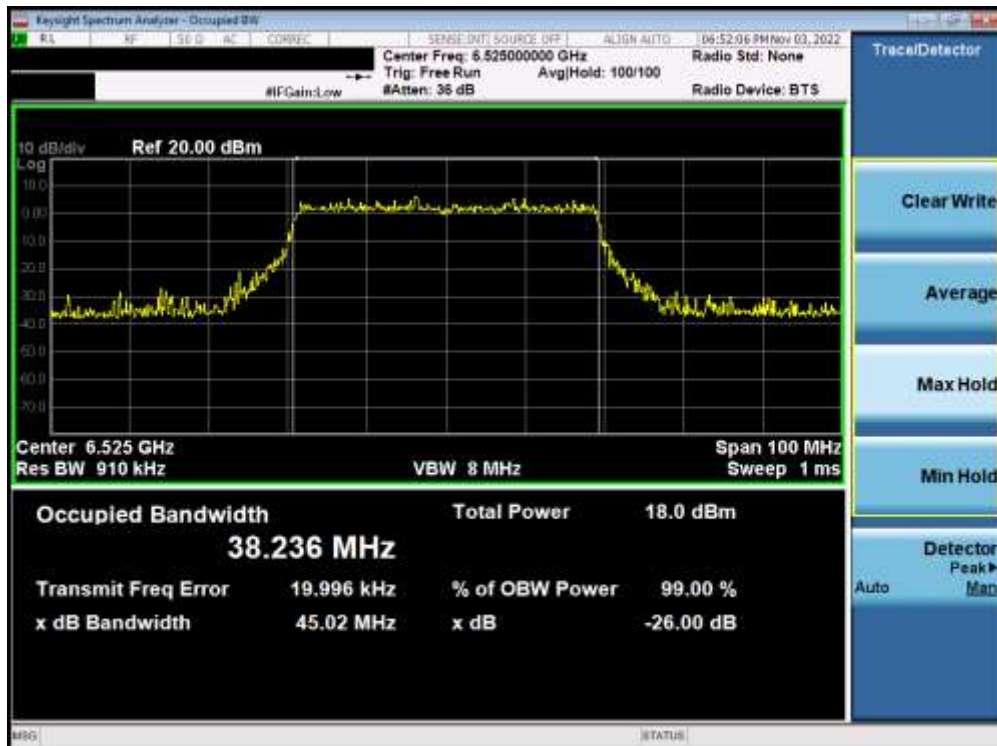 Keysight Spectrum Analyzer - Occupied BW
RL RF 50 Ω AC CORREC SENSE:INT SOURCE OFF ALIGN AUTO 06:52:06 PM Nov 03, 2022
Center Freq: 6.525000000 GHz Radio Std: None
Trig: Free Run Avg|Hold: 100/100
#IFGain:Low #Atten: 36 dB Radio Device: BTS
Trace/Detector
10 dB/div Ref 20.00 dBm
Log
10.0
0.00
-10.0
-20.0
-30.0
-40.0
-50.0
-60.0
-70.0
Center 6.525 GHz Span 100 MHz
Res BW 910 kHz VBW 8 MHz Sweep 1 ms
Occupied Bandwidth Total Power 18.0 dBm
38.236 MHz
Transmit Freq Error 19.996 kHz % of OBW Power 99.00 %
x dB Bandwidth 45.02 MHz x dB -26.00 dB
Clear Write
Average
Max Hold
Min Hold
Detector
Peak▶
Auto Man
MSG STATUS